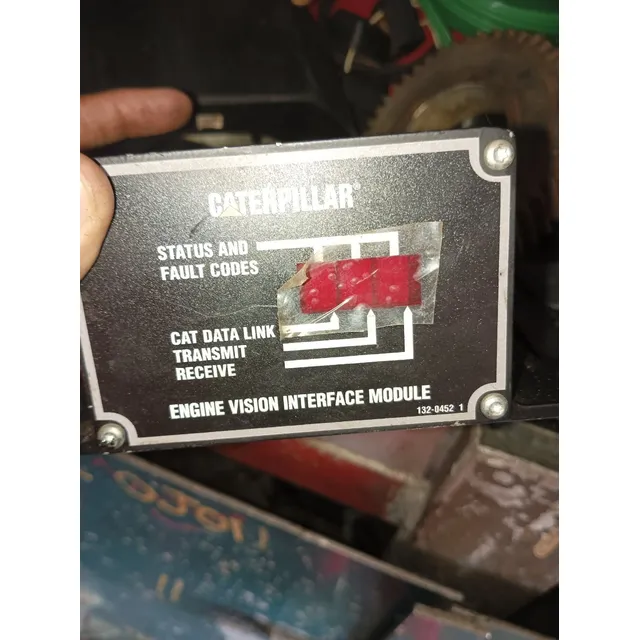 CATERPILLAR®
STATUS AND
FAULT CODES
CAT DATA LINK
TRANSMIT
RECEIVE
ENGINE VISION INTERFACE MODULE
132-0452 1